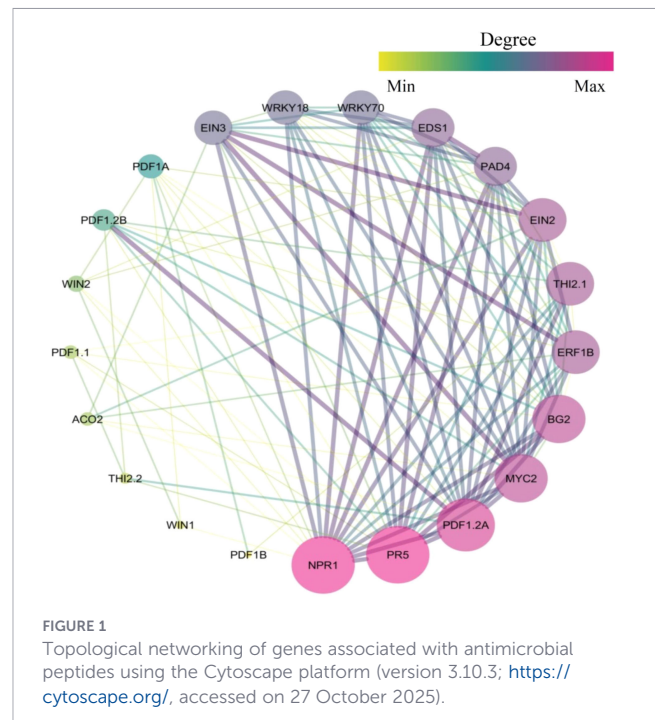 Degree
Min Max
WRKY18 WRKY70
EIN3 EDS1
PDF1A PAD4
PDF1.2B EIN2
WIN2 THI2.1
PDF1.1 ERF1B
ACO2 BG2
THI2.2 MYC2
WIN1 PDF1.2A
PDF1B NPR1 PR5
FIGURE 1
Topological networking of genes associated with antimicrobial
peptides using the Cytoscape platform (version 3.10.3; https://
cytoscape.org/, accessed on 27 October 2025).